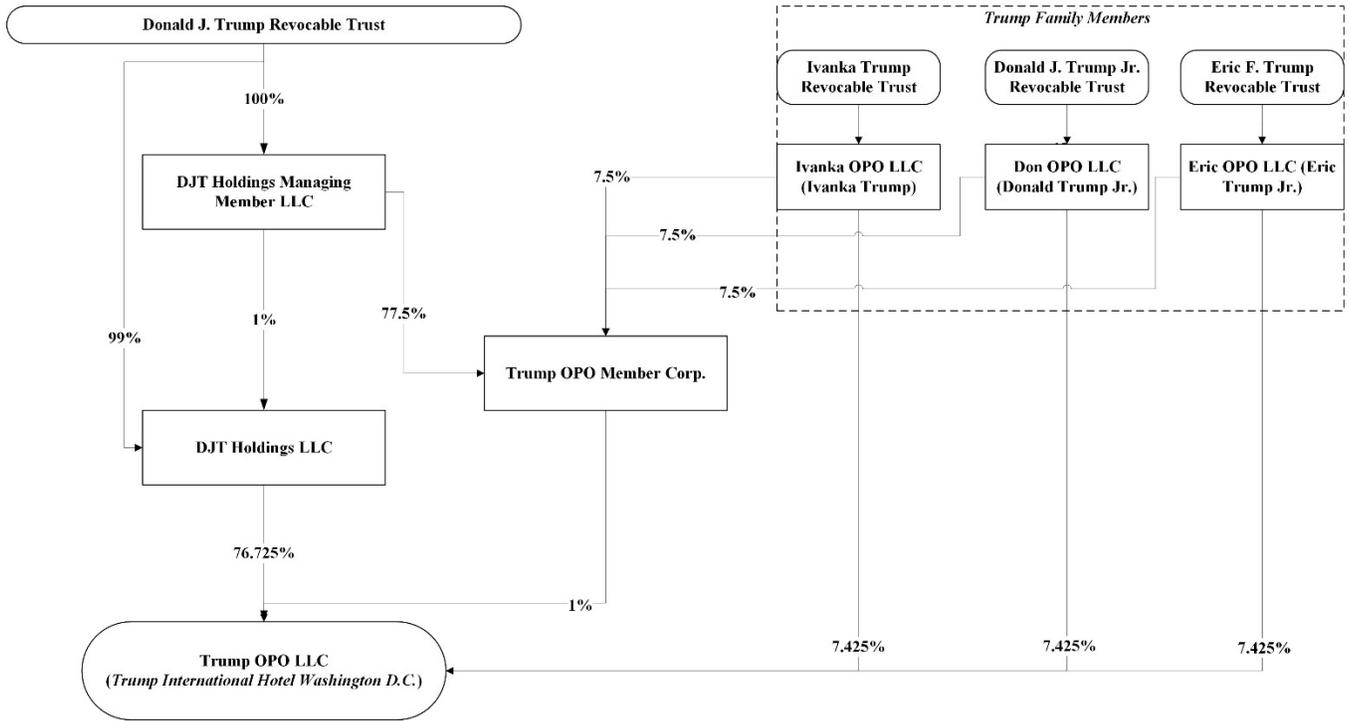 Donald J. Trump Revocable Trust
Trump Family Members
Ivanka Trump
Revocable Trust
Donald J. Trump Jr.
Revocable Trust
Eric F. Trump
Revocable Trust
100%
DJT Holdings Managing
Member LLC
Ivanka OPO LLC
(Ivanka Trump)
Don OPO LLC
(Donald Trump Jr.)
Eric OPO LLC (Eric
Trump Jr.)
7.5%
7.5%
7.5%
77.5%
1%
99%
Trump OPO Member Corp.
DJT Holdings LLC
76.725%
1%
7.425%
7.425%
7.425%
Trump OPO LLC
(Trump International Hotel Washington D.C.)